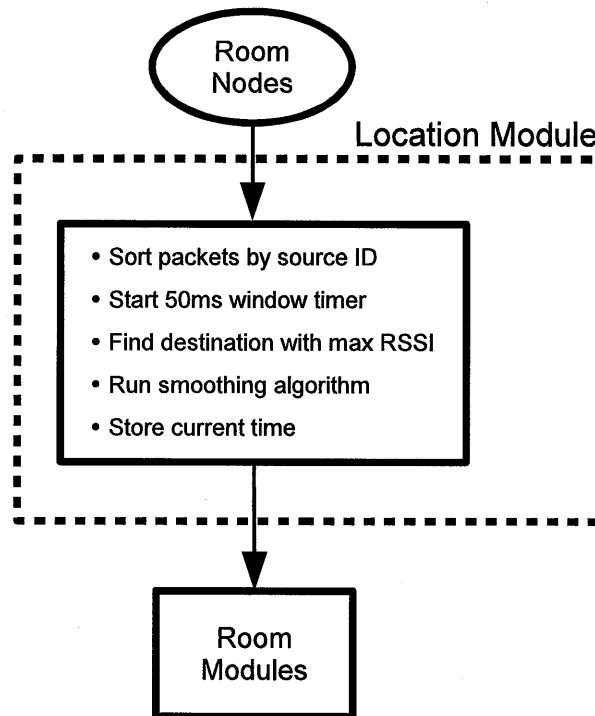 Room
Nodes
Location Module
• Sort packets by source ID
• Start 50ms window timer
• Find destination with max RSSI
• Run smoothing algorithm
• Store current time
Room
Modules